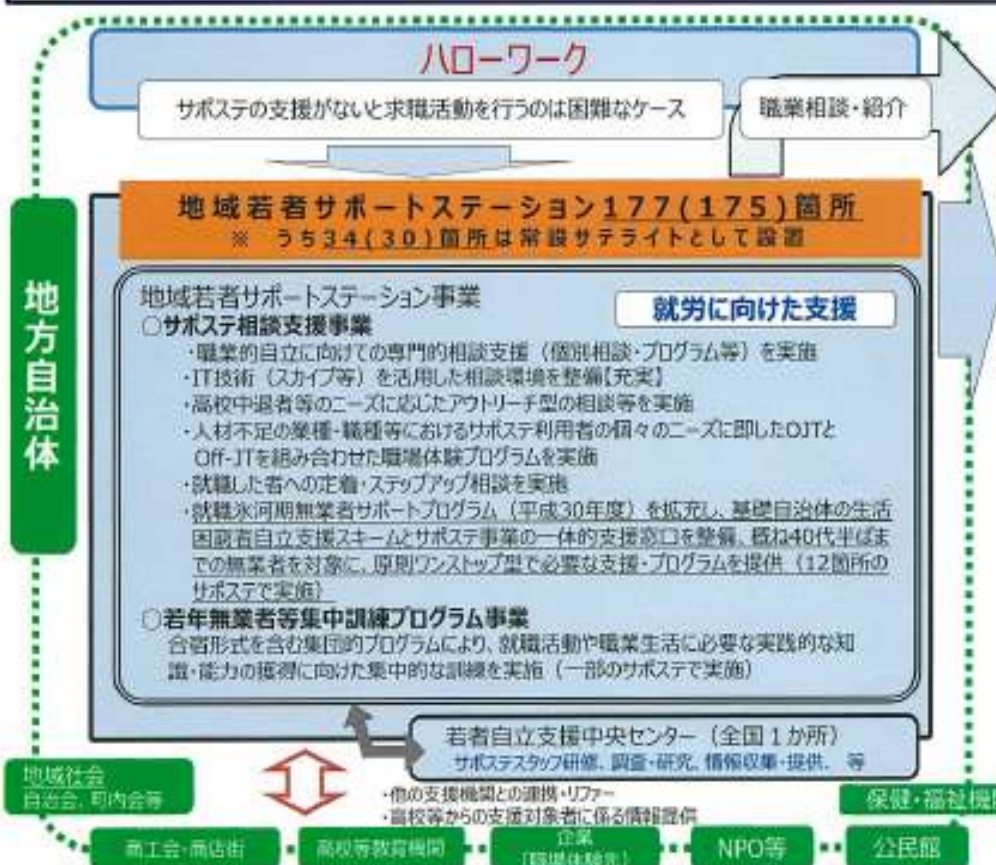 ハローワーク
サポステの支援がないと求職活動を行うのは困難なケース
職業相談・紹介
地方自治体
地域若者サポートステーション177(175)箇所
※ うち34(30)箇所は常設サテライトとして設置
地域若者サポートステーション事業
就労に向けた支援
○サポステ相談支援事業
・職業的自立に向けての専門的相談支援（個別相談・プログラム等）を実施
・IT技術（スカイプ等）を活用した相談環境を整備【充実】
・高校中退者等のニーズに応じたアウトリーチ型の相談等を実施
・人材不足の業種・職種等におけるサポステ利用者の個々のニーズに即したOJTと
Off-JTを組み合わせた職場体験プログラムを実施
・就職した者への定着・ステップアップ相談を実施
・就職氷河期無業者サポートプログラム（平成30年度）を拡充し、基礎自治体の生活
困窮者自立支援スキームとサポステ事業の一体的支援窓口を整備、概ね40代半ばま
での無業者を対象に、原則ワンストップ型で必要な支援・プログラムを提供（12箇所の
サポステで実施）
○若年無業者等集中訓練プログラム事業
合宿形式を含む集団的プログラムにより、就職活動や職業生活に必要な実践的な知
識・能力の獲得に向けた集中的な訓練を実施（一部のサポステで実施）
若者自立支援中央センター（全国1か所）
サポステスタッフ研修、調査・研究、情報収集・提供、 等
地域社会
自治会、町内会等
・他の支援機関との連携・リファー
・高校等からの支援対象者に係る情報提供
保健・福祉機関
商工会・商店街
高校等教育機関
企業
（職場体験先）
NPO等
公民館